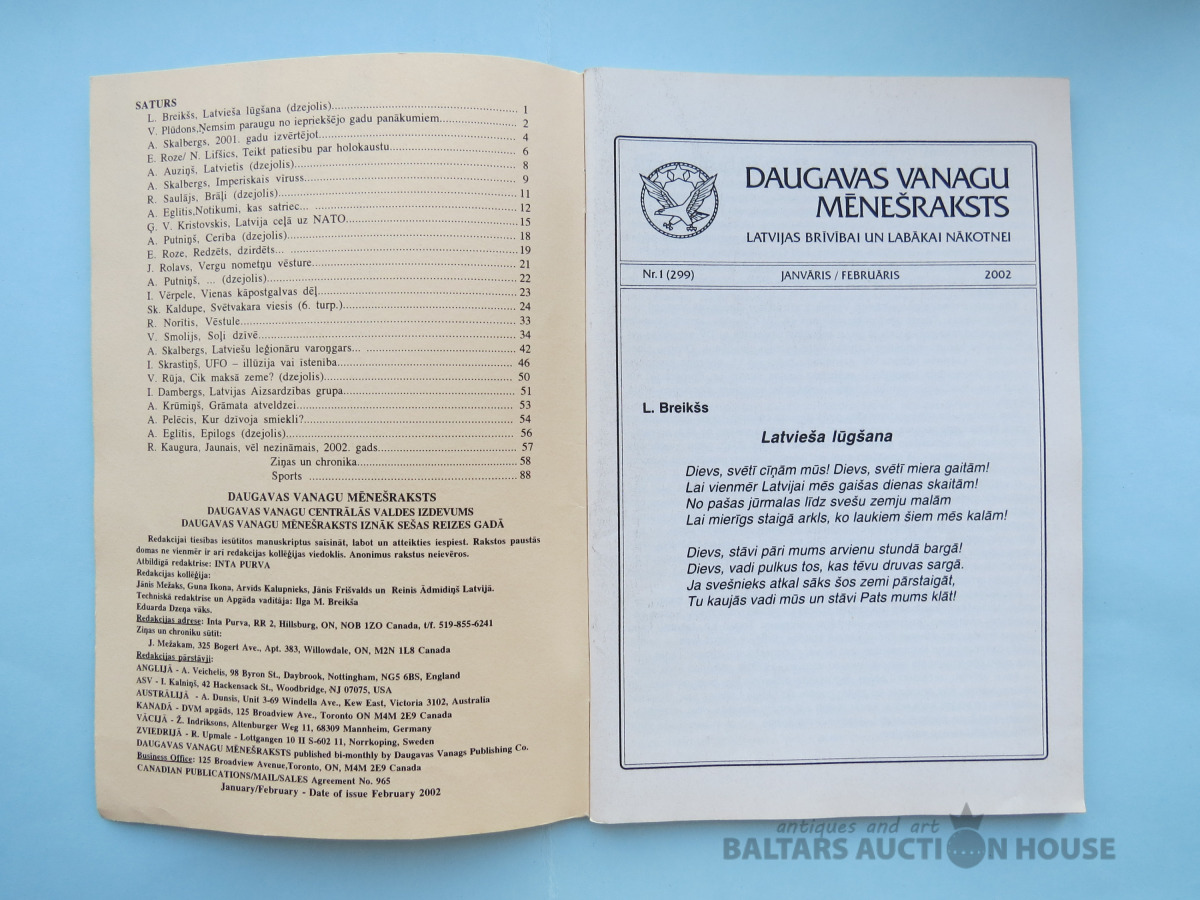 SATURS
L. Breikšs, Latvieša lūgšana (dzejolis)..... 1
V. Plūdons,Ņemsim paraugu no iepriekšējo gadu panākumiem..... 2
A. Skalbergs, 2001. gadu izvērtējot..... 4
E. Roze/ N. Lifšics, Teikt patiesību par holokaustu..... 6
A. Auziņš, Latvietis (dzejolis)..... 8
A. Skalbergs, Imperiskais vīruss..... 9
R. Saulājs, Brāļi (dzejolis)..... 11
A. Eglītis,Notikumi, kas satriec... ..... 12
Ģ. V. Kristovskis, Latvija ceļā uz NATO..... 15
A. Putniņš, Cerība (dzejolis)..... 18
E. Roze, Redzēts, dzirdēts... ..... 19
J. Rolavs, Vergu nometņu vēsture..... 21
A. Putniņš, ... (dzejolis)..... 22
I. Vērpele, Vienas kāpostgalvas dēļ..... 23
Sk. Kaldupe, Svētvakara viesis (6. turp.)..... 24
R. Norītis, Vēstule..... 33
V. Smolijs, Soļi dzīvē..... 34
A. Skalbergs, Latviešu leģionāru varoņgars... ..... 42
I. Skrastiņš, UFO – illūzija vai īstenība..... 46
V. Rūja, Cik maksā zeme? (dzejolis)..... 50
I. Dambergs, Latvijas Aizsardzības grupa..... 51
A. Krūmiņš, Grāmata atveldzei..... 53
A. Pelēcis, Kur dzīvoja smiekli?..... 54
A. Eglītis, Epilogs (dzejolis)..... 56
R. Kaugura, Jaunais, vēl nezināmais, 2002. gads..... 57
Ziņas un chronika..... 58
Sports ..... 88
DAUGAVAS VANAGU MĒNEŠRAKSTS
DAUGAVAS VANAGU CENTRĀLĀS VALDES IZDEVUMS
DAUGAVAS VANAGU MĒNEŠRAKSTS IZNĀK SEŠAS REIZES GADĀ
Redakcijai tiesības iesūtītos manuskriptus saīsināt, labot un atteikties iespiest. Rakstos paustās
domas ne vienmēr ir arī redakcijas kollēģijas viedoklis. Anonimus rakstus neievēros.
Atbildīgā redaktrise: INTA PURVA
Redakcijas kollēģija:
Jānis Mežaks, Guna Ikona, Arvīds Kalupnieks, Jānis Frišvalds un Reinis Ādmīdiņš Latvijā.
Techniskā redaktrise un Apgāda vadītāja: Ilga M. Breikša
Eduarda Dzeņa vāks.
Redakcijas adrese: Inta Purva, RR 2, Hillsburg, ON, NOB 1ZO Canada, t/f. 519-855-6241
Ziņas un chroniku sūtīt:
J. Mežakam, 325 Bogert Ave., Apt. 383, Willowdale, ON, M2N 1L8 Canada
Redakcijas pārstāvji:
ANGLIJĀ - A. Veichelis, 98 Byron St., Daybrook, Nottingham, NG5 6BS, England
ASV - I. Kalniņš, 42 Hackensack St., Woodbridge, NJ 07075, USA
AUSTRĀLIJĀ - A. Dunsis, Unit 3-69 Windella Ave., Kew East, Victoria 3102, Australia
KANADĀ - DVM apgāds, 125 Broadview Ave., Toronto ON M4M 2E9 Canada
VĀCIJĀ - Ž. Indriksons, Altenburger Weg 11, 68309 Mannheim, Germany
ZVIEDRIJĀ - R. Upmale - Lottgangen 10 II S-602 11, Norrkoping, Sweden
DAUGAVAS VANAGU MĒNEŠRAKSTS published bi-monthly by Daugavas Vanags Publishing Co.
Business Office: 125 Broadview Avenue,Toronto, ON, M4M 2E9 Canada
CANADIAN PUBLICATIONS/MAIL/SALES Agreement No. 965
January/February - Date of issue February 2002
DAUGAVAS VANAGU
MĒNEŠRAKSTS
LATVIJAS BRĪVĪBAI UN LABĀKAI NĀKOTNEI
Nr.1 (299) JANVĀRIS / FEBRUĀRIS 2002
L. Breikšs
Latvieša lūgšana
Dievs, svētī cīņām mūs! Dievs, svētī miera gaitām!
Lai vienmēr Latvijai mēs gaišas dienas skaitām!
No pašas jūrmalas līdz svešu zemju malām
Lai mierīgs staigā arkls, ko laukiem šiem mēs kalām!
Dievs, stāvi pāri mums arvienu stundā bargā!
Dievs, vadi pulkus tos, kas tēvu druvas sargā.
Ja svešnieks atkal sāks šos zemi pārstaigāt,
Tu kaujās vadi mūs un stāvi Pats mums klāt!
antiques and art
BALTARS AUCTION HOUSE